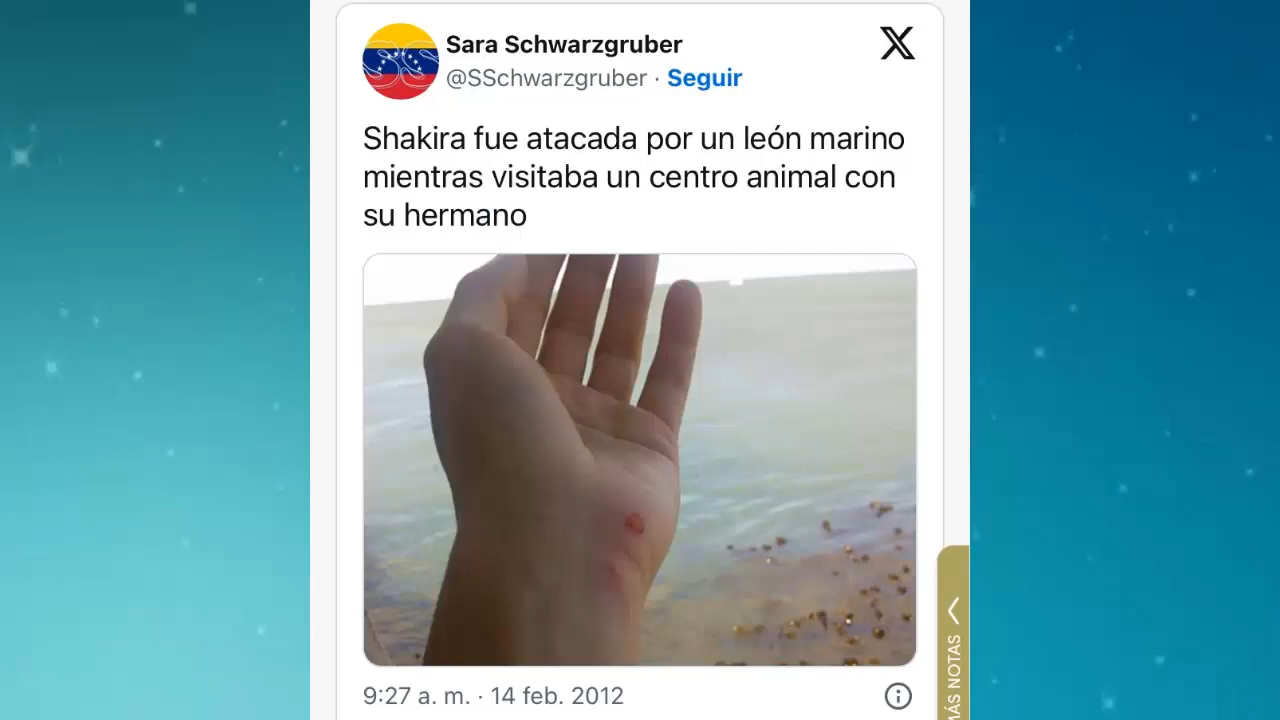 Sara Schwarzgruber
@SSchwarzgruber · Seguir
Shakira fue atacada por un león marino
mientras visitaba un centro animal con
su hermano
9:27 a. m. · 14 feb. 2012
MÁS NOTAS